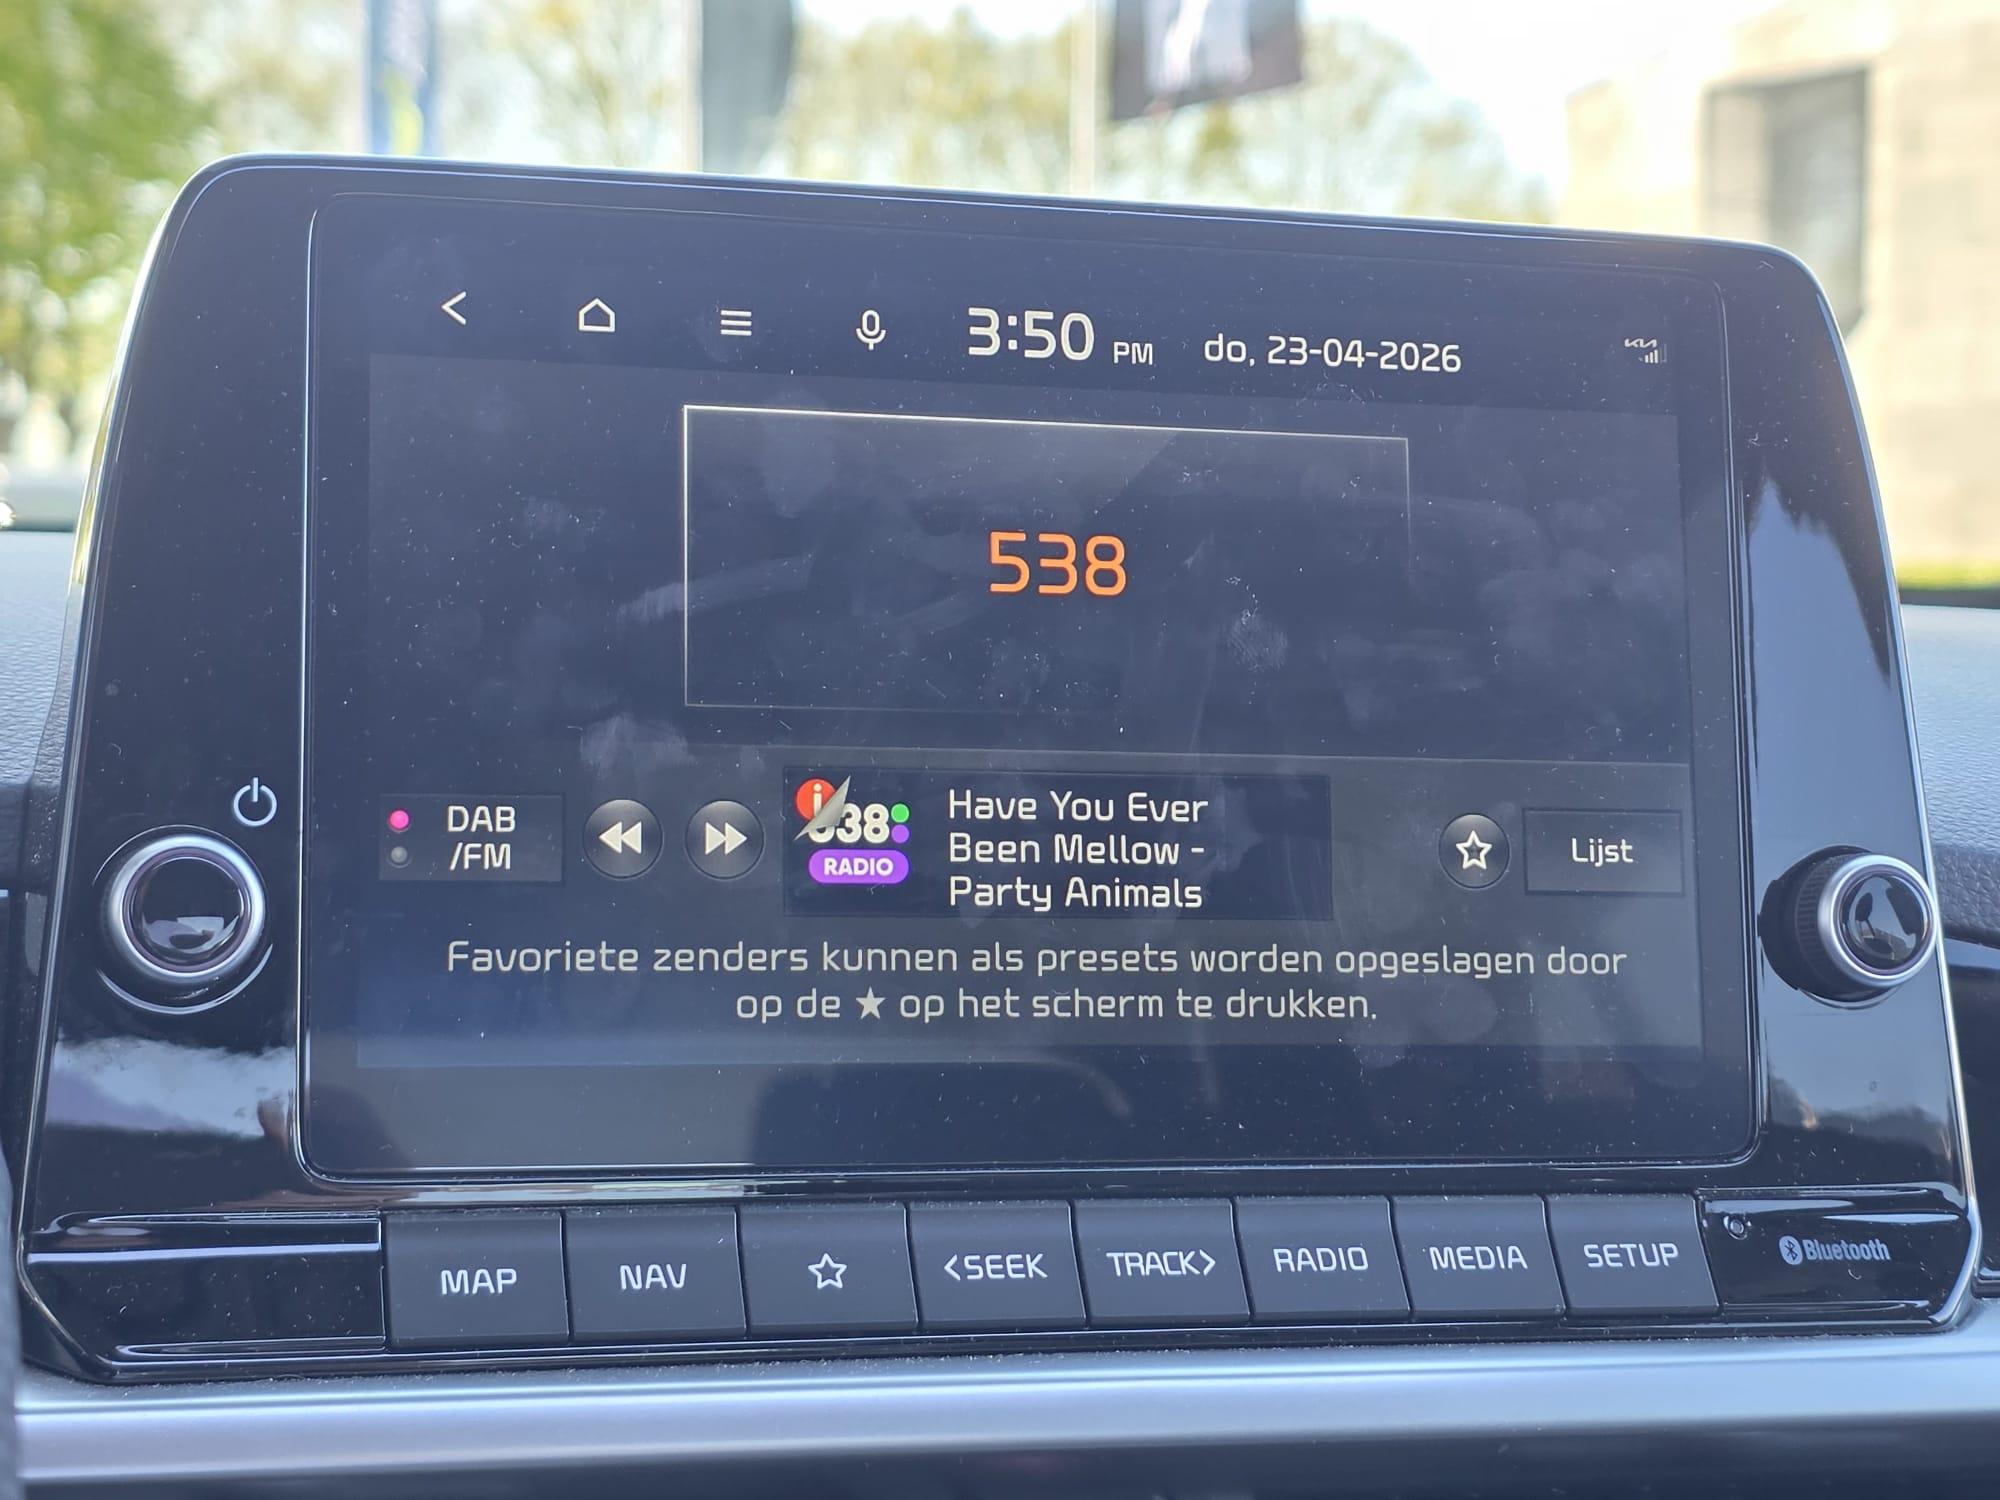 3:50 PM do, 23-04-2026
538
DAB
/FM
i
38
RADIO
Have You Ever
Been Mellow -
Party Animals
Lijst
Favoriete zenders kunnen als presets worden opgeslagen door
op de ★ op het scherm te drukken.
MAP NAV ☆ <SEEK TRACK> RADIO MEDIA SETUP Bluetooth